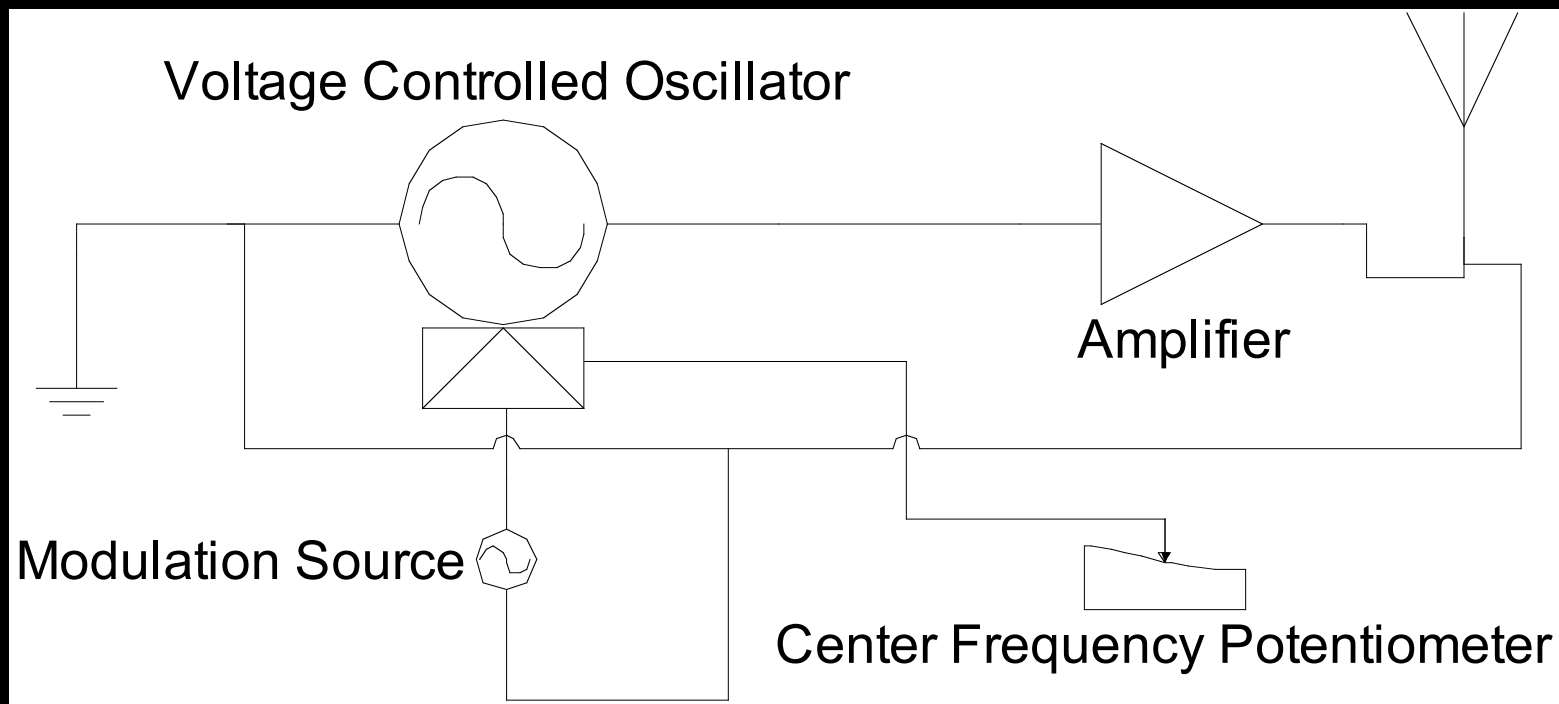 Voltage Controlled Oscillator
Amplifier
Modulation Source
Center Frequency Potentiometer